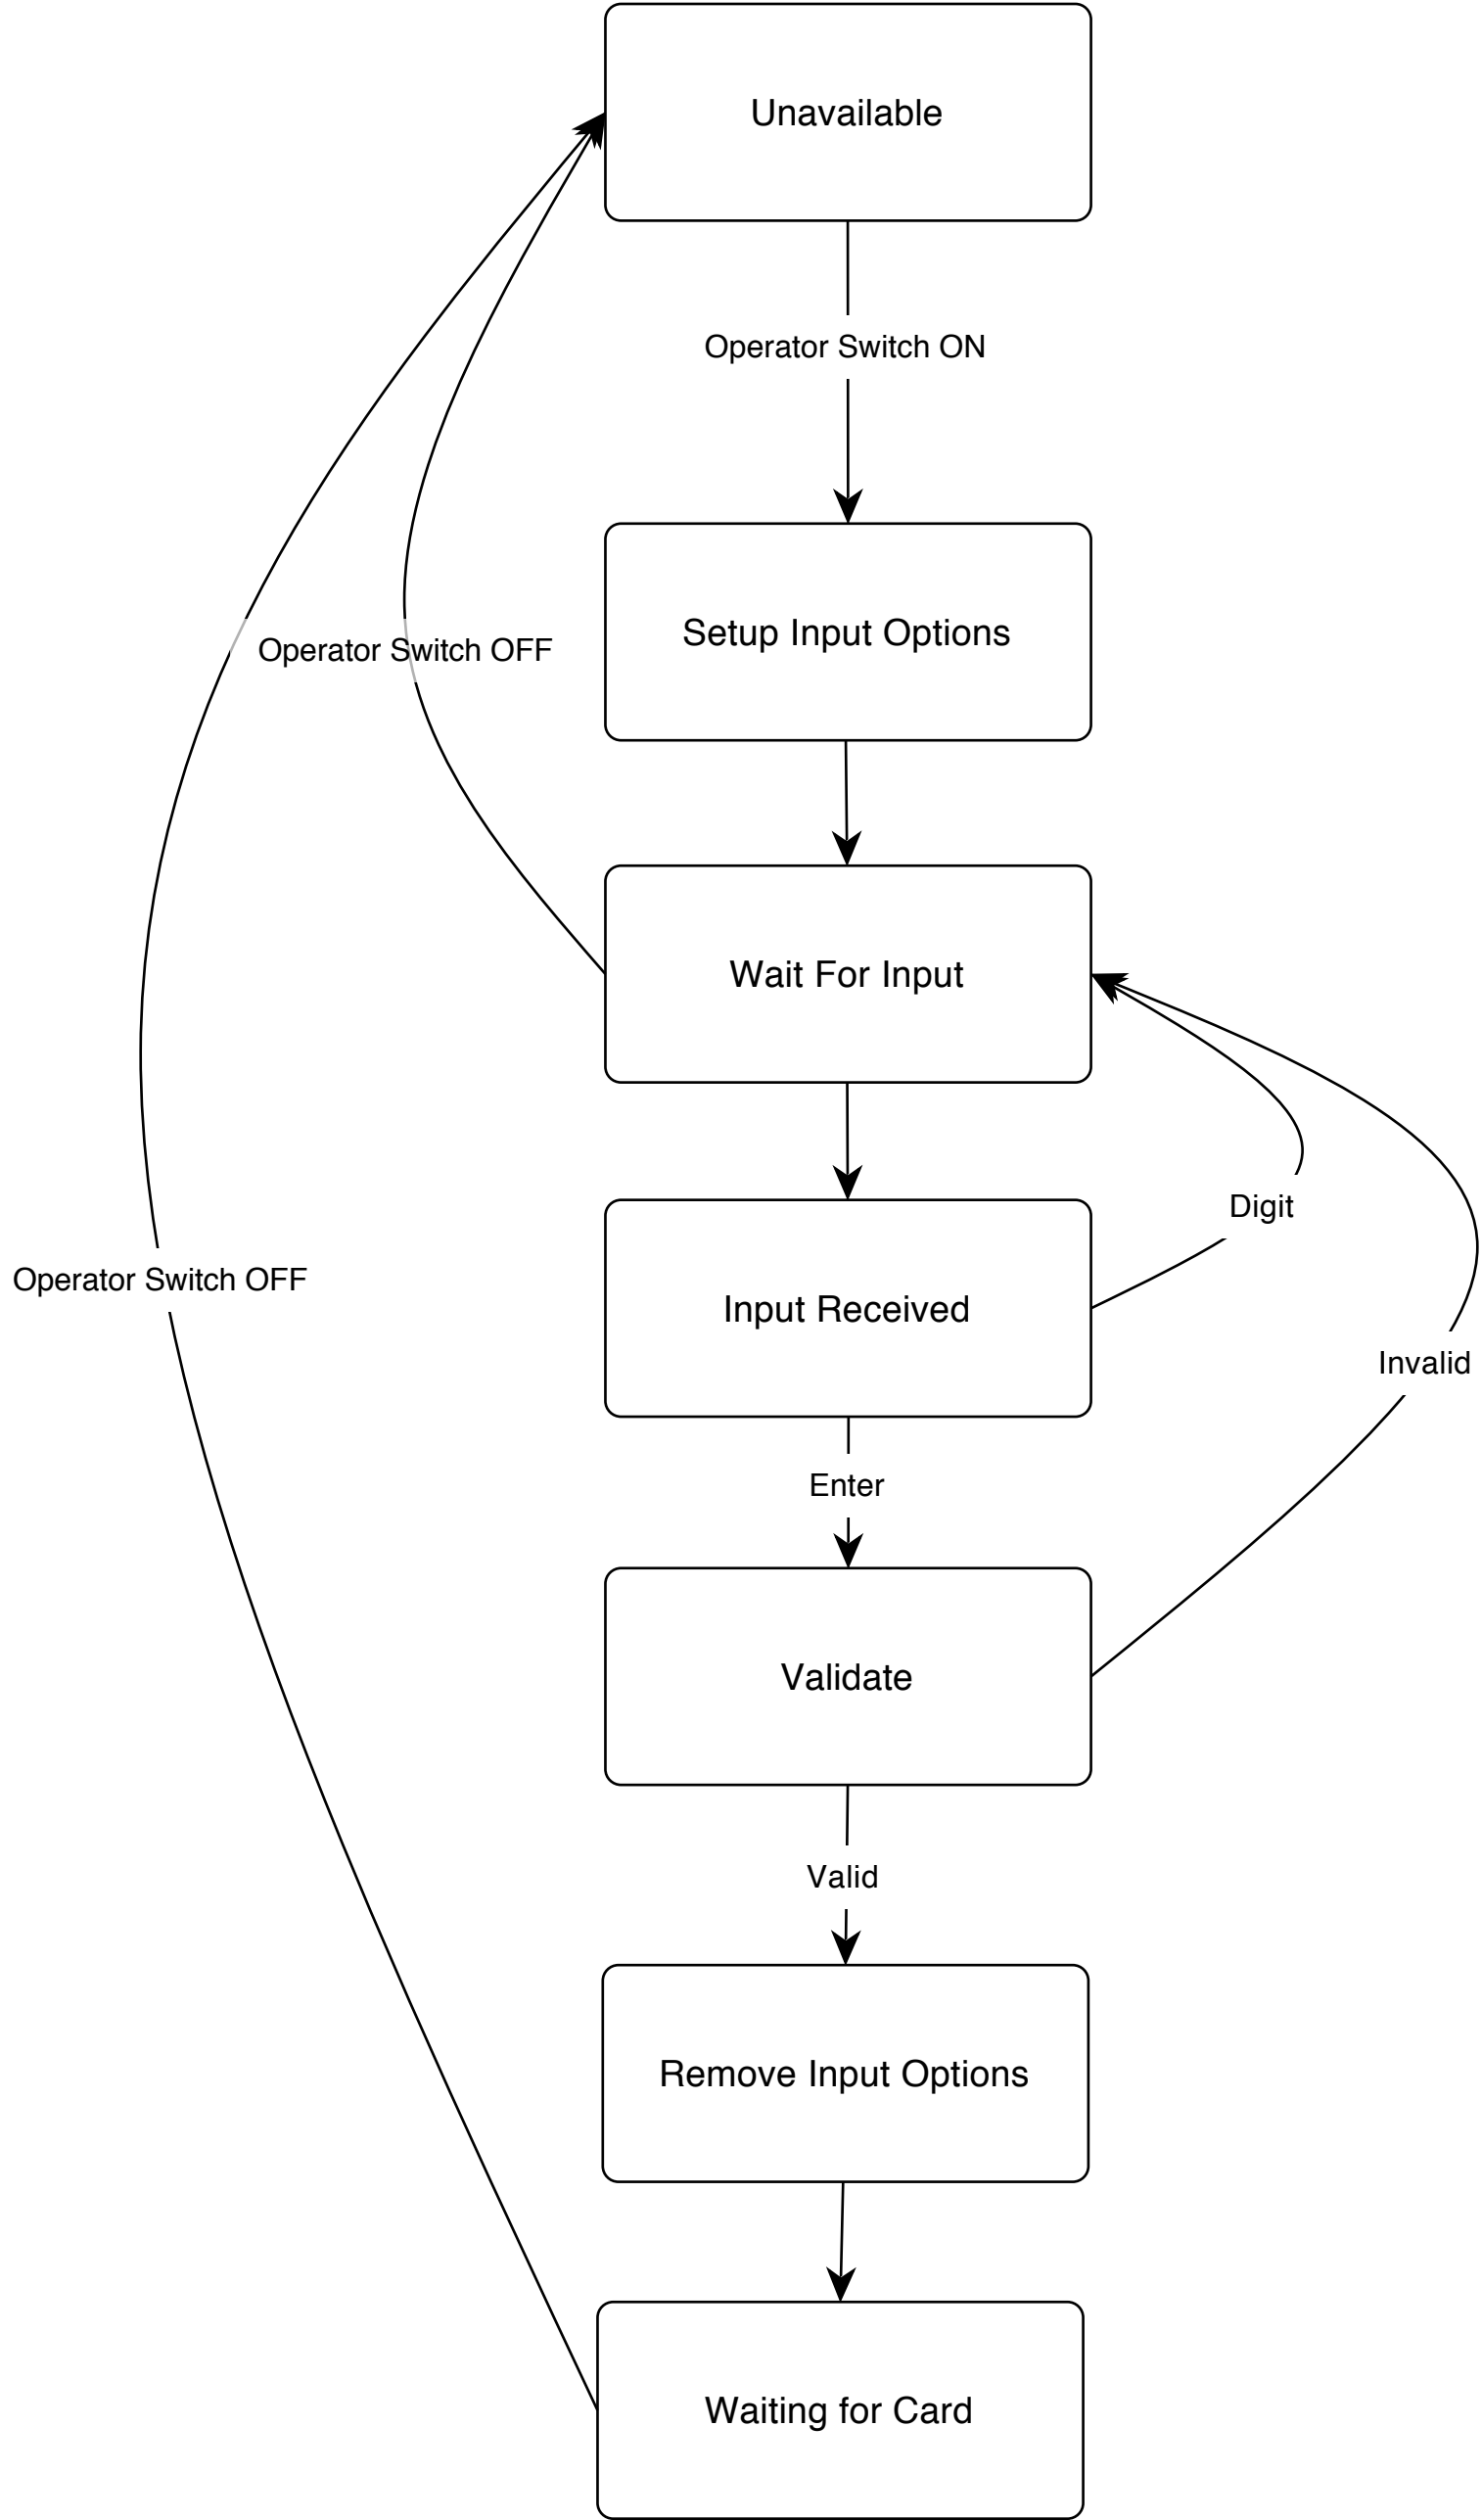 Unavailable
Operator Switch ON
Setup Input Options
Operator Switch OFF
Wait For Input
Digit
Operator Switch OFF
Input Received
Invalid
Enter
Validate
Valid
Remove Input Options
Waiting for Card